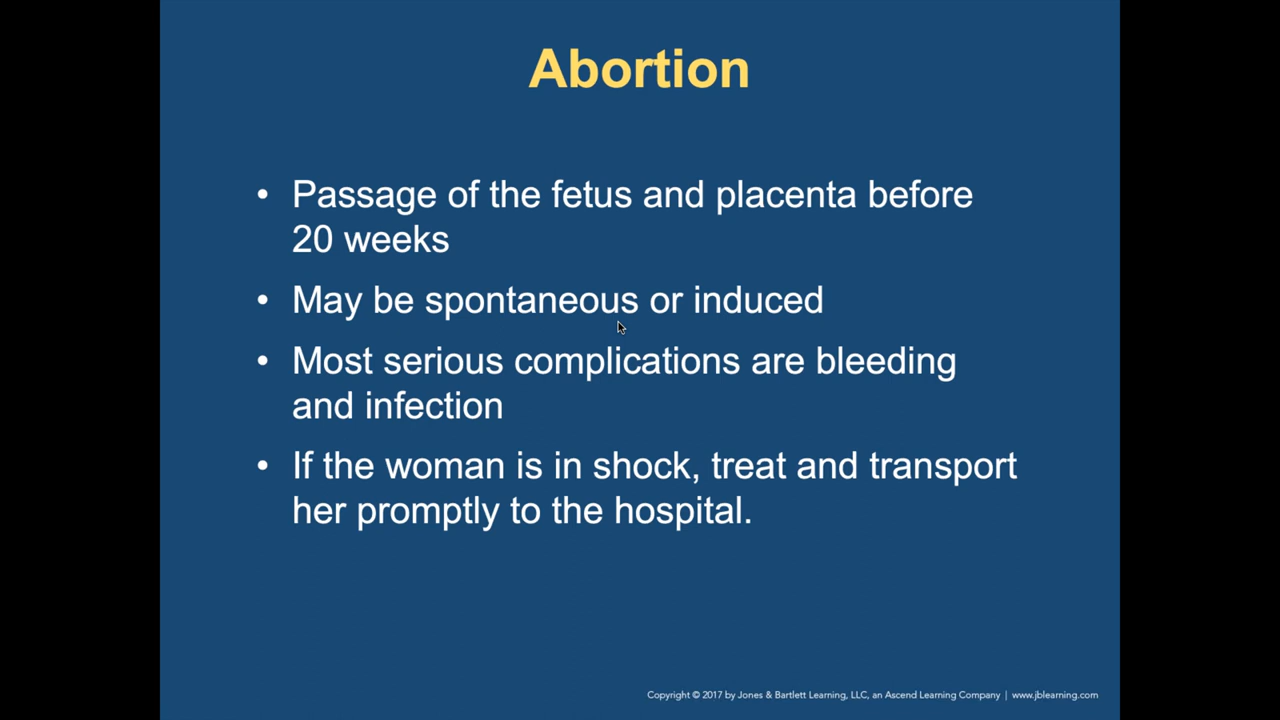 Abortion
• Passage of the fetus and placenta before
20 weeks
• May be spontaneous or induced
• Most serious complications are bleeding
and infection
• If the woman is in shock, treat and transport
her promptly to the hospital.
Copyright © 2017 by Jones & Bartlett Learning, LLC, an Ascend Learning Company | www.jblearning.com